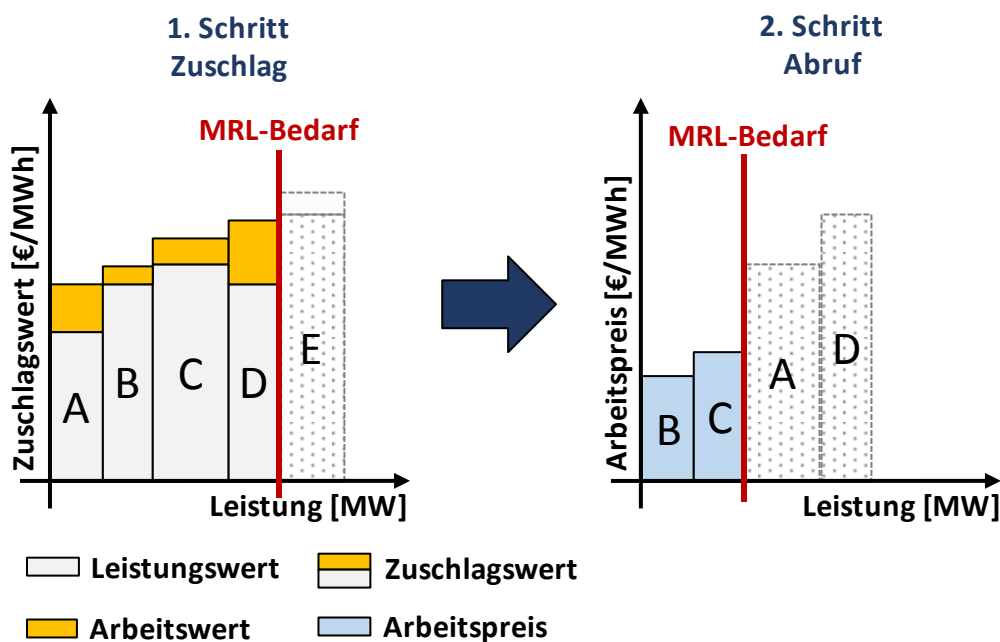 1. Schritt
Zuschlag
2. Schritt
Abruf
MRL-Bedarf
MRL-Bedarf
Zuschlagswert [€/MWh]
A
B
C
D
E
Leistung [MW]
Arbeitspreis [€/MWh]
B
C
A
D
Leistung [MW]
Leistungswert
Zuschlagswert
Arbeitswert
Arbeitspreis